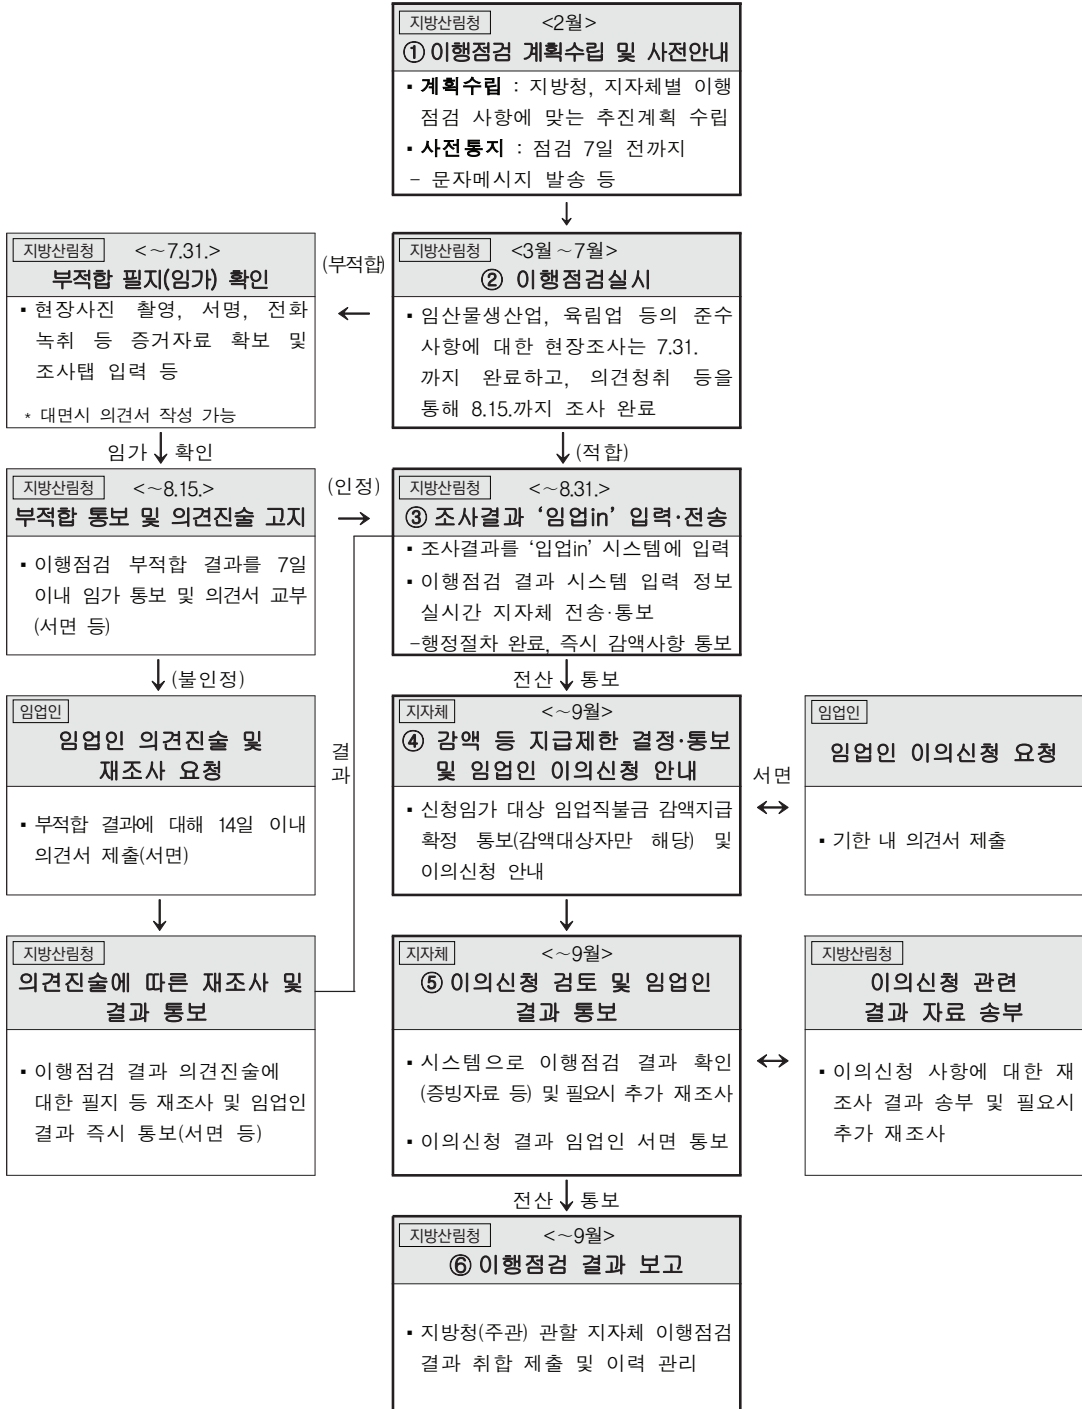 지방산림청 <2월>
① 이행점검 계획수립 및 사전안내
▪ 계획수립 : 지방청, 지자체별 이행
점검 사항에 맞는 추진계획 수립
▪ 사전통지 : 점검 7일 전까지
- 문자메시지 발송 등
↓
지방산림청 <~7.31.>
부적합 필지(임가) 확인
▪ 현장사진 촬영, 서명, 전화
녹취 등 증거자료 확보 및
조사탭 입력 등
* 대면시 의견서 작성 가능
(부적합)
←
지방산림청 <3월~7월>
② 이행점검실시
▪ 임산물생산업, 육림업 등의 준수
사항에 대한 현장조사는 7.31.
까지 완료하고, 의견청취 등을
통해 8.15.까지 조사 완료
임가 ↓ 확인
↓ (적합)
지방산림청 <~8.15.>
부적합 통보 및 의견진술 고지
▪ 이행점검 부적합 결과를 7일
이내 임가 통보 및 의견서 교부
(서면 등)
(인정)
→
지방산림청 <~8.31.>
③ 조사결과 ‘임업in’ 입력·전송
▪ 조사결과를 ‘입업in’ 시스템에 입력
▪ 이행점검 결과 시스템 입력 정보
실시간 지자체 전송·통보
-행정절차 완료, 즉시 감액사항 통보
↓ (불인정)
전산 ↓ 통보
임업인
임업인 의견진술 및
재조사 요청
▪ 부적합 결과에 대해 14일 이내
의견서 제출(서면)
결
과
지자체 <~9월>
④ 감액 등 지급제한 결정·통보
및 임업인 이의신청 안내
▪ 신청임가 대상 임업직불금 감액지급
확정 통보(감액대상자만 해당) 및
이의신청 안내
서면
↔
임업인
임업인 이의신청 요청
▪ 기한 내 의견서 제출
↓
↓
지방산림청
의견진술에 따른 재조사 및
결과 통보
▪ 이행점검 결과 의견진술에
대한 필지 등 재조사 및 임업인
결과 즉시 통보(서면 등)
지자체 <~9월>
⑤ 이의신청 검토 및 임업인
결과 통보
▪ 시스템으로 이행점검 결과 확인
(증빙자료 등) 및 필요시 추가 재조사
▪ 이의신청 결과 임업인 서면 통보
↔
지방산림청
이의신청 관련
결과 자료 송부
▪ 이의신청 사항에 대한 재
조사 결과 송부 및 필요시
추가 재조사
전산 ↓ 통보
지방산림청 <~9월>
⑥ 이행점검 결과 보고
▪ 지방청(주관) 관할 지자체 이행점검
결과 취합 제출 및 이력 관리